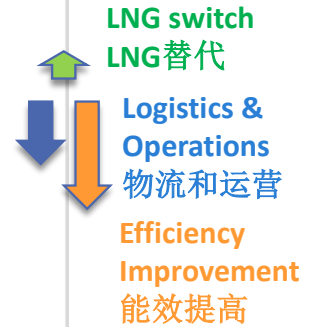 LNG switch
LNG替代
Logistics &
Operations
物流和运营
Efficiency
Improvement
能效提高